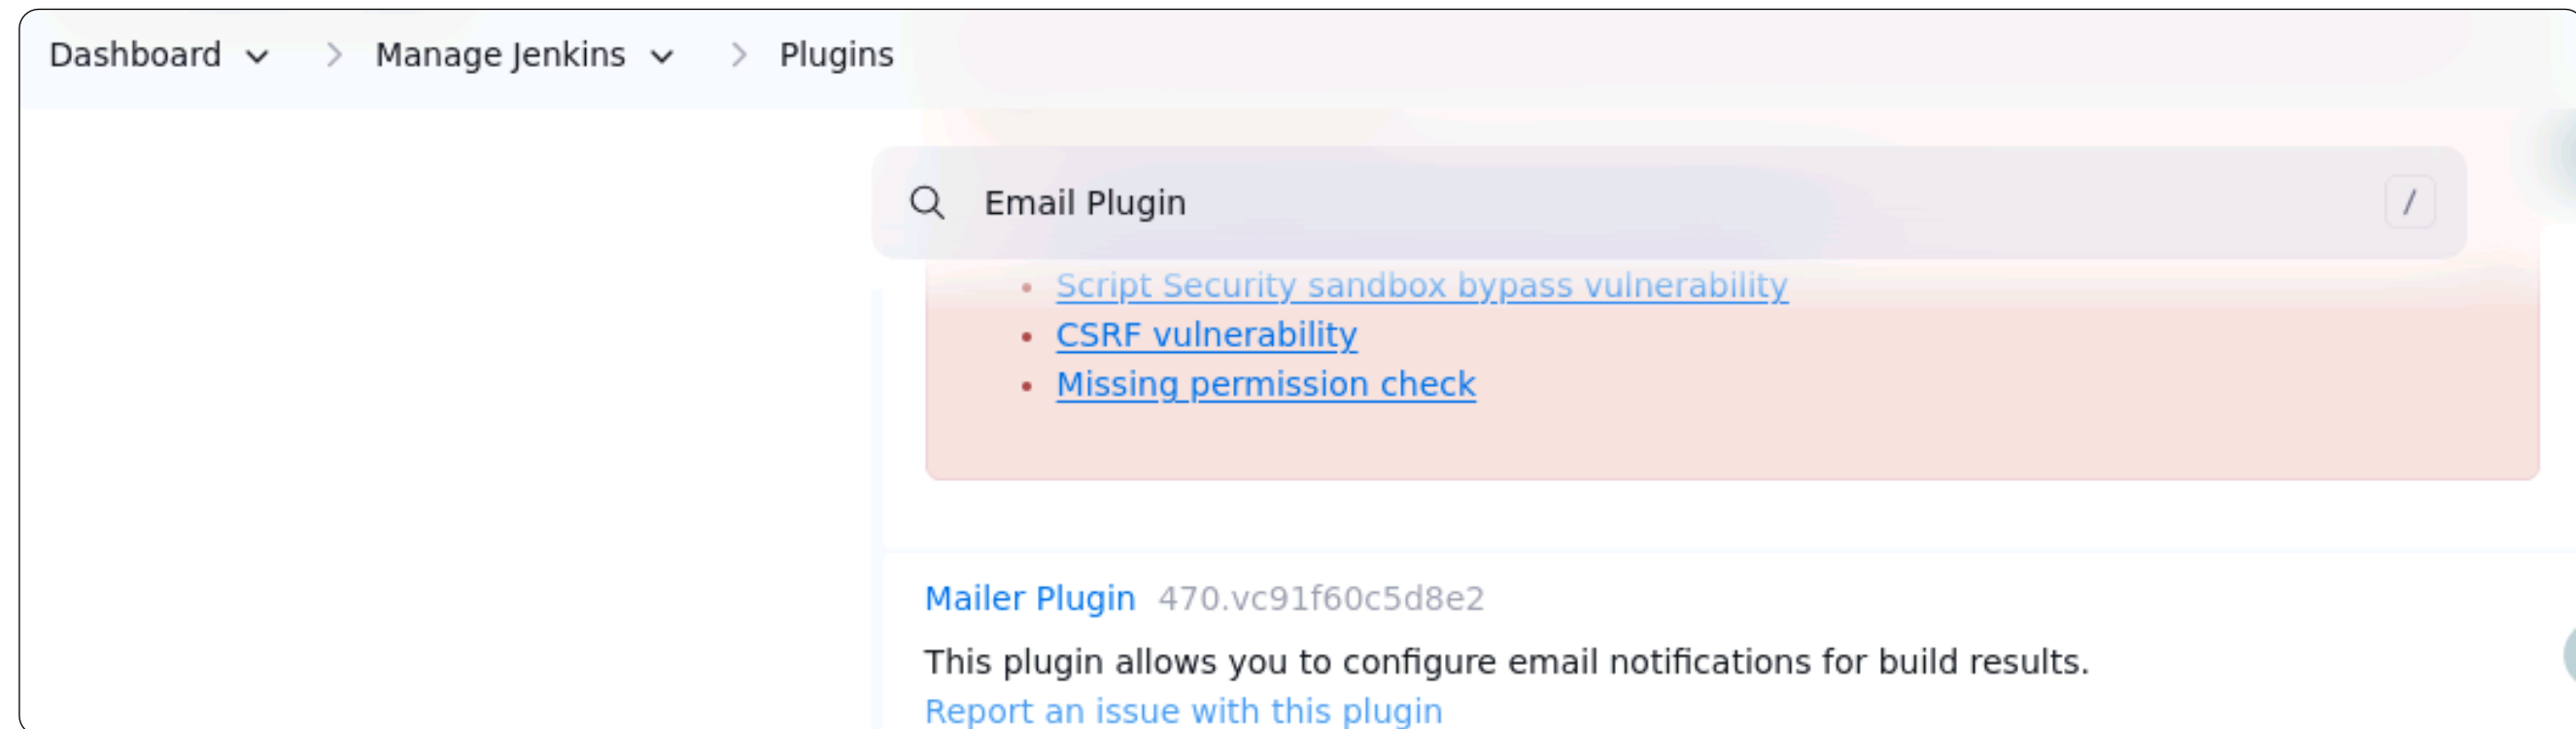 Dashboard > Manage Jenkins > Plugins
Email Plugin /
• Script Security sandbox bypass vulnerability
• CSRF vulnerability
• Missing permission check
Mailer Plugin 470.vc91f60c5d8e2
This plugin allows you to configure email notifications for build results.
Report an issue with this plugin